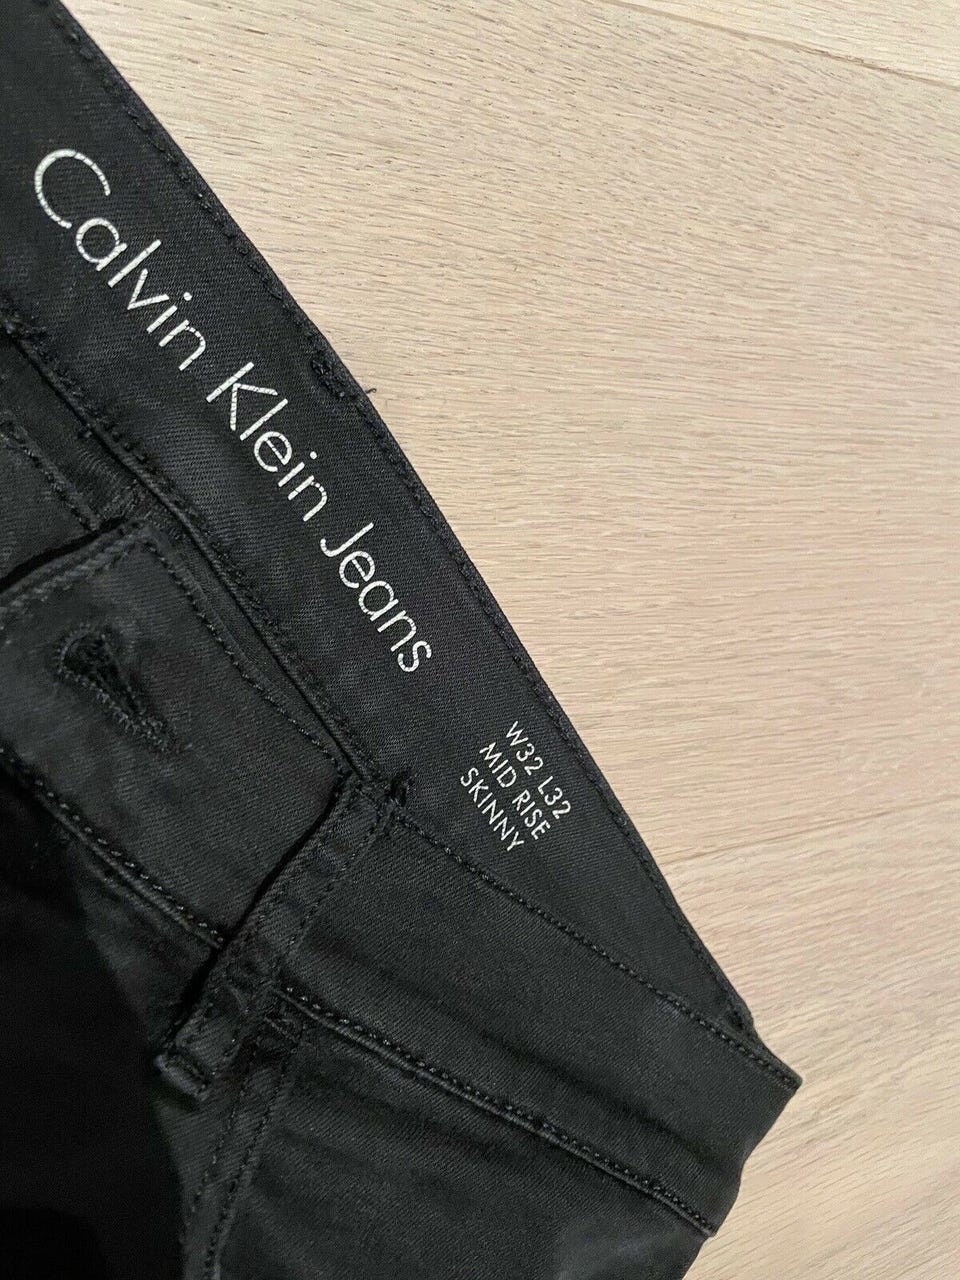 Calvin Klein Jeans
W32 L32
MID RISE
SKINNY